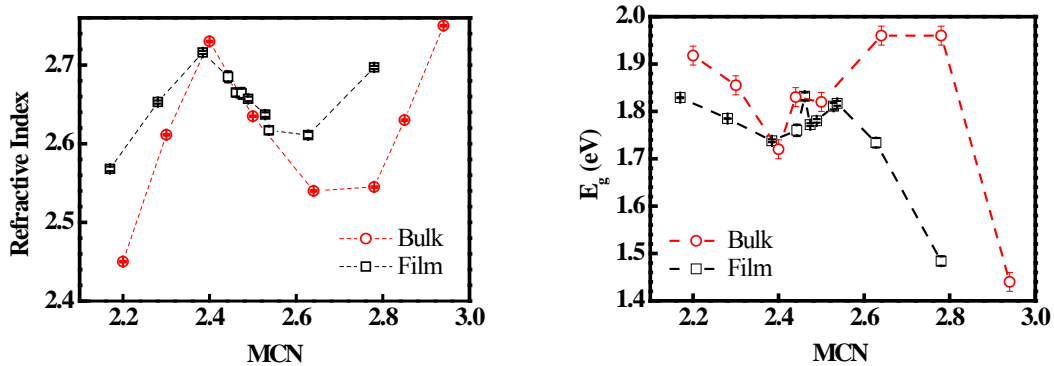 Refractive Index
2.7
2.6
2.5
2.4
2.2 2.4 2.6 2.8 3.0
MCN
Bulk
Film
E_g (eV)
2.0
1.9
1.8
1.7
1.6
1.5
1.4
2.2 2.4 2.6 2.8 3.0
MCN
Bulk
Film